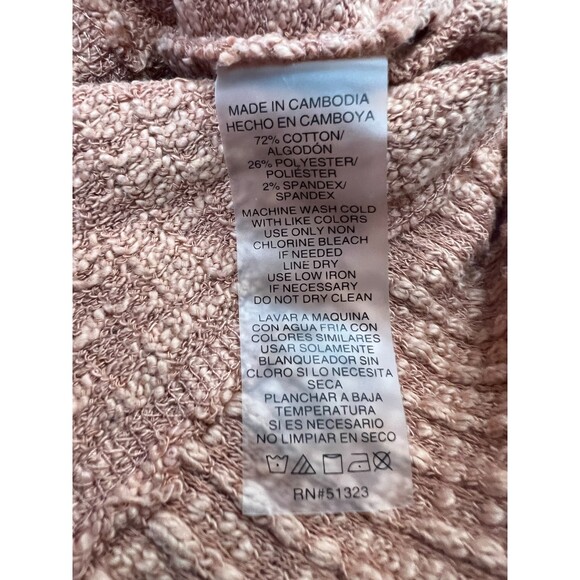 MADE IN CAMBODIA
HECHO EN CAMBOYA
72% COTTON/
ALGODÓN
26% POLYESTER/
POLIÉSTER
2% SPANDEX/
SPANDEX
MACHINE WASH COLD
WITH LIKE COLORS
USE ONLY NON
CHLORINE BLEACH
IF NEEDED
LINE DRY
USE LOW IRON
IF NECESSARY
DO NOT DRY CLEAN
LAVAR A MAQUINA
CON AGUA FRIA CON
COLORES SIMILARES
USAR SOLAMENTE
BLANQUEADOR SIN
CLORO SI LO NECESITA
SECA
PLANCHAR A BAJA
TEMPERATURA
SI ES NECESARIO
NO LIMPIAR EN SECO
RN#51323